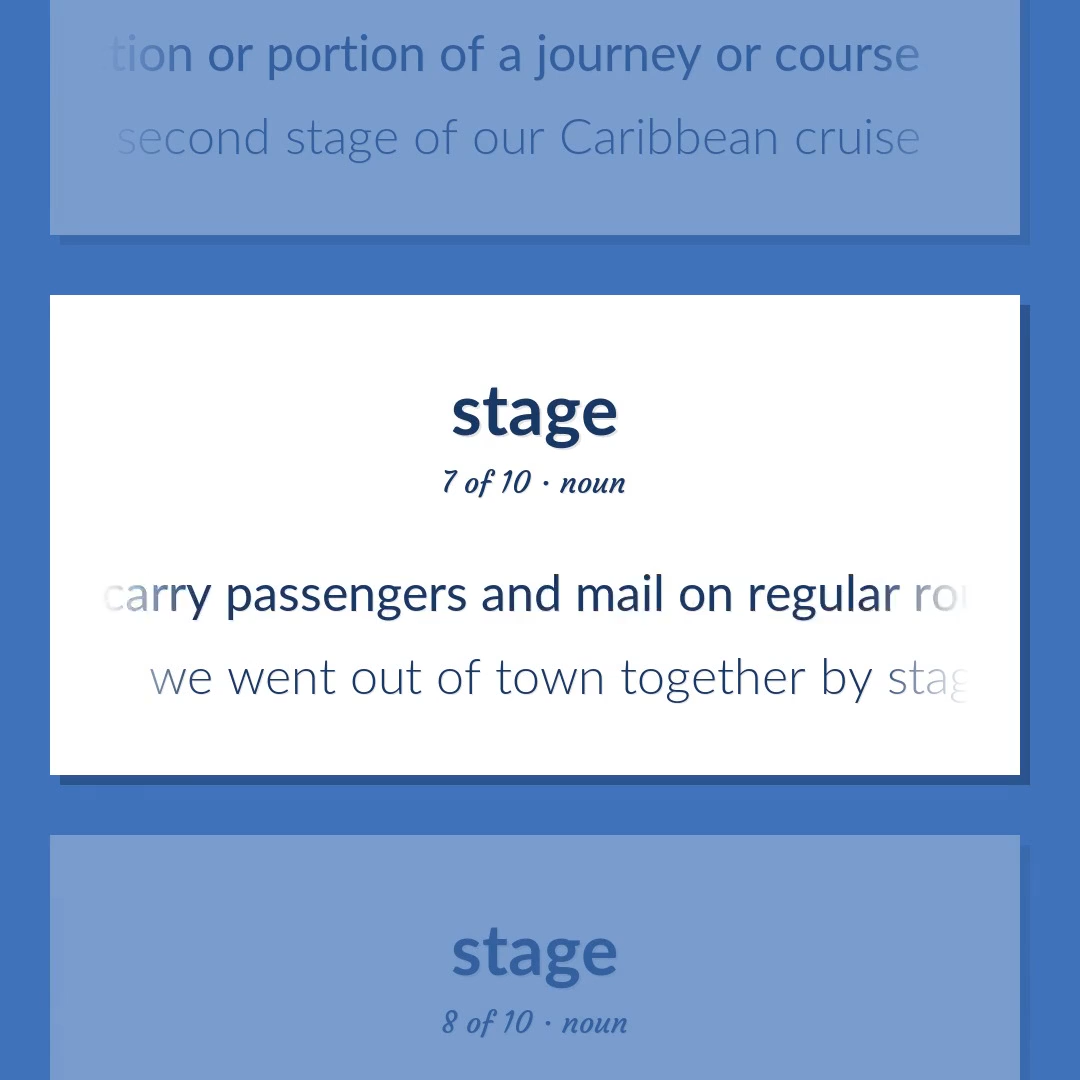 or portion of a journey or course
second stage of our Caribbean cruise
stage
7 of 10 · noun
carry passengers and mail on regular
we went out of town together by
stage
8 of 10 · noun